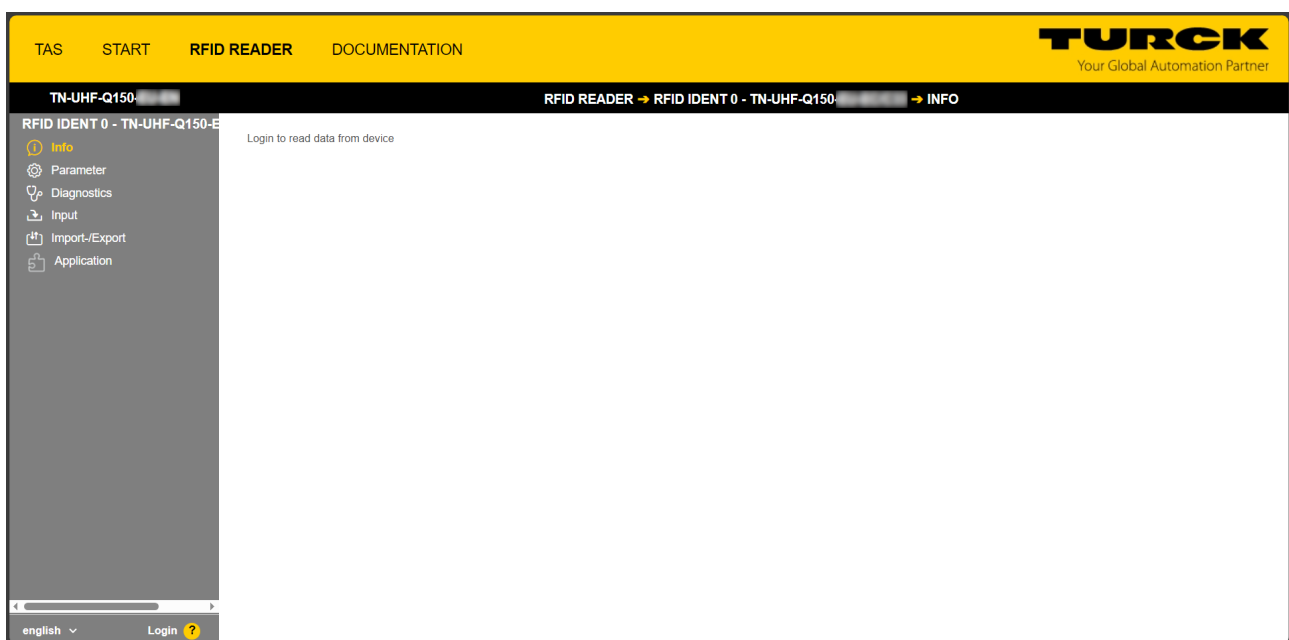 TAS START RFID READER DOCUMENTATION
TURCK
Your Global Automation Partner
TN-UHF-Q150-
RFID READER ➔ RFID IDENT 0 - TN-UHF-Q150- ➔ INFO
RFID IDENT 0 - TN-UHF-Q150-E
Info
Login to read data from device
Parameter
Diagnostics
Input
Import-/Export
Application
english Login ?